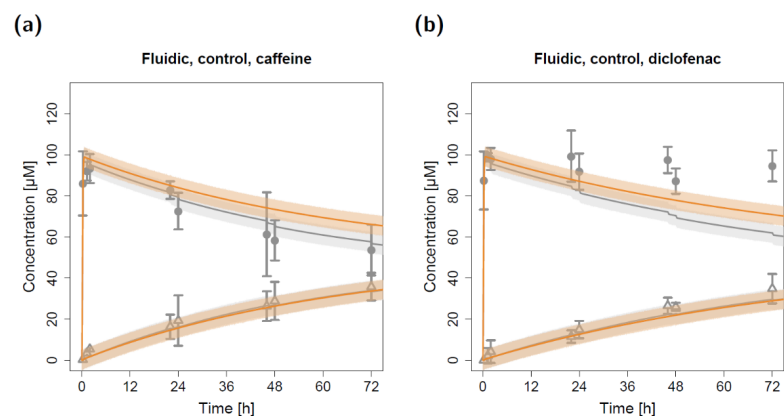 (a)
Fluidic, control, caffeine
Concentration [µM]
120
100
80
60
40
20
0
0 12 24 36 48 60 72
Time [h]
(b)
Fluidic, control, diclofenac
Concentration [µM]
120
100
80
60
40
20
0
0 12 24 36 48 60 72
Time [h]